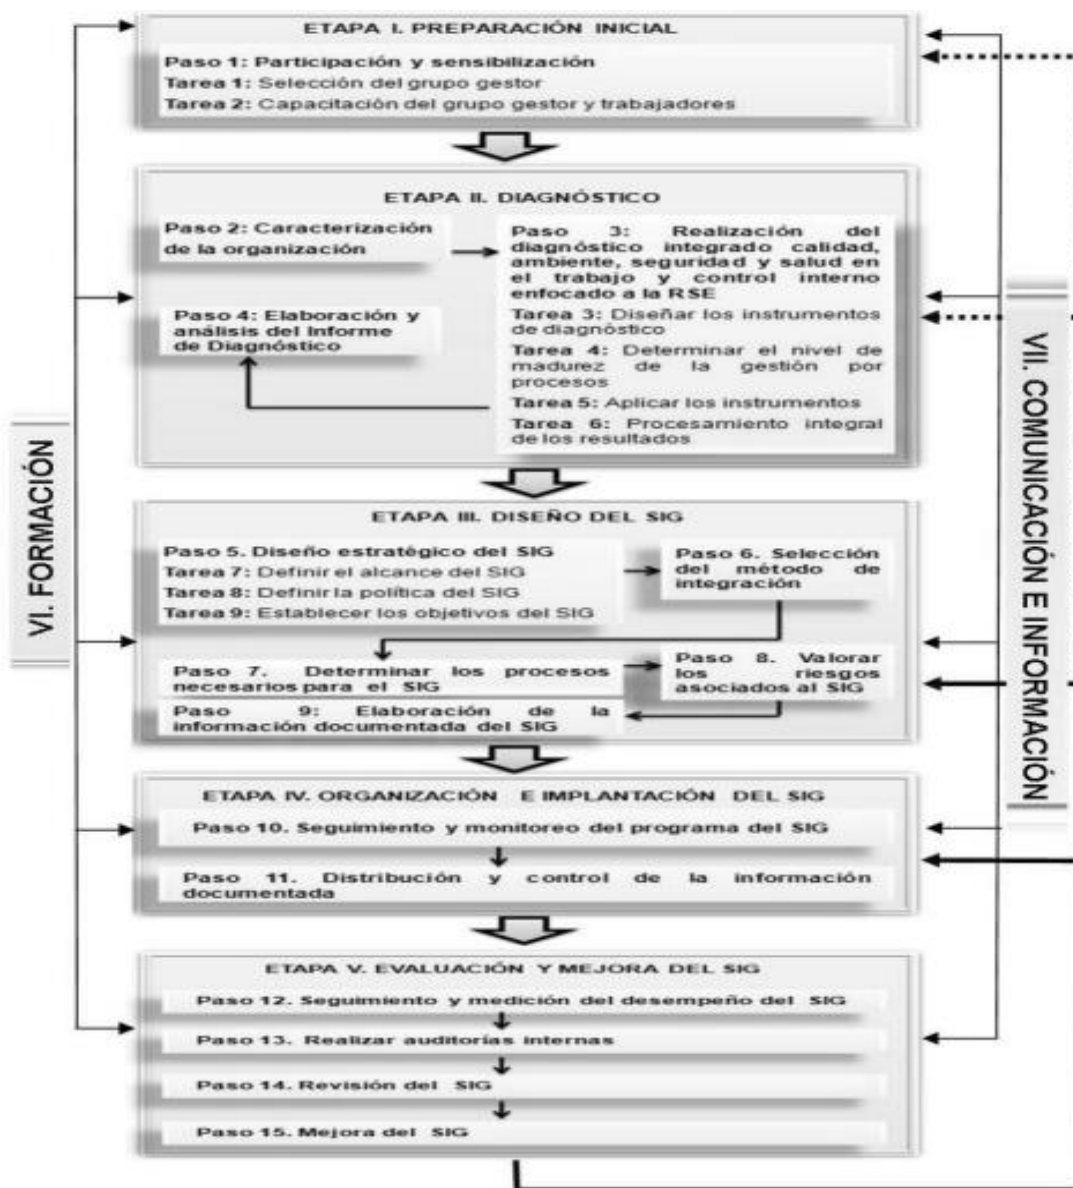 ETAPA I. PREPARACIÓN INICIAL
Paso 1: Participación y sensibilización
Tarea 1: Selección del grupo gestor
Tarea 2: Capacitación del grupo gestor y trabajadores
ETAPA II. DIAGNÓSTICO
Paso 2: Caracterización
de la organización
Paso 3: Realización del
diagnóstico integrado calidad,
ambiente, seguridad y salud en
el trabajo y control interno
enfocado a la RSE
Tarea 3: Diseñar los instrumentos
de diagnóstico
Tarea 4: Determinar el nivel de
madurez de la gestión por
procesos
Tarea 5: Aplicar los instrumentos
Tarea 6: Procesamiento integral
de los resultados
Paso 4: Elaboración y
análisis del Informe
de Diagnóstico
ETAPA III. DISEÑO DEL SIG
Paso 5. Diseño estratégico del SIG
Tarea 7: Definir el alcance del SIG
Tarea 8: Definir la política del SIG
Tarea 9: Establecer los objetivos del SIG
Paso 6. Selección
del método de
integración
Paso 7. Determinar los procesos
necesarios para el SIG
Paso 8. Valorar
los riesgos
asociados al SIG
Paso 9: Elaboración de la
información documentada del SIG
ETAPA IV. ORGANIZACIÓN E IMPLANTACIÓN DEL SIG
Paso 10. Seguimiento y monitoreo del programa del SIG
Paso 11. Distribución y control de la información
documentada
ETAPA V. EVALUACIÓN Y MEJORA DEL SIG
Paso 12. Seguimiento y medición del desempeño del SIG
Paso 13. Realizar auditorías internas
Paso 14. Revisión del SIG
Paso 15. Mejora del SIG
VI. FORMACIÓN
VII. COMUNICACIÓN E INFORMACIÓN